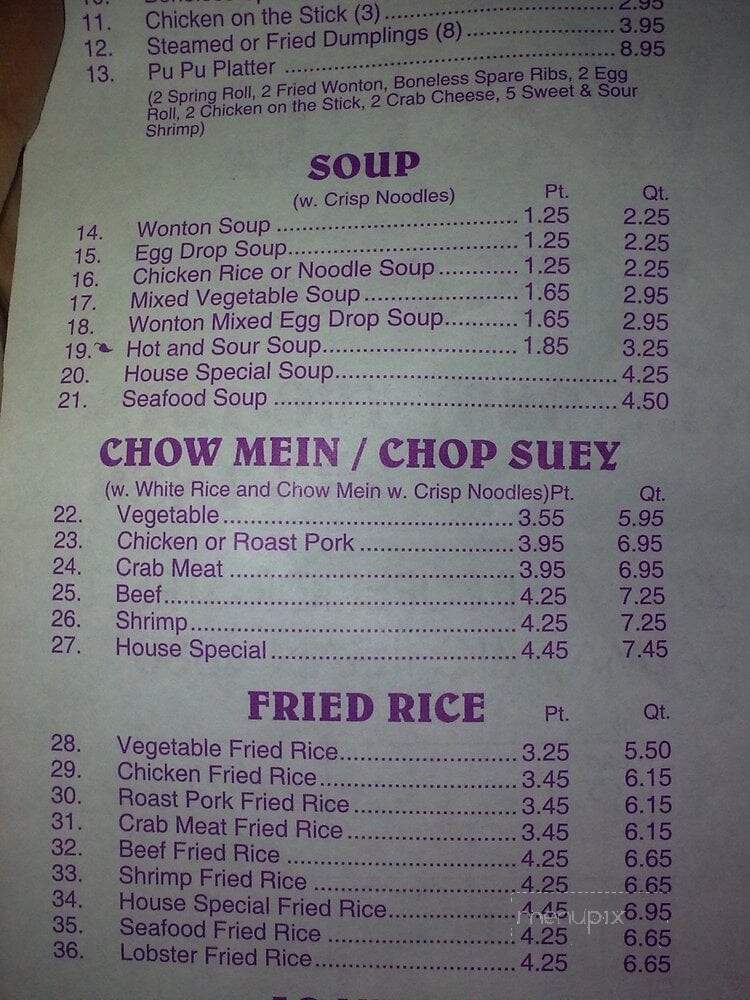 11. Chicken on the Stick (3) 2.95
12. Steamed or Fried Dumplings (8) 3.95
13. Pu Pu Platter 8.95
(2 Spring Roll, 2 Fried Wonton, Boneless Spare Ribs, 2 Egg
Roll, 2 Chicken on the Stick, 2 Crab Cheese, 5 Sweet & Sour
Shrimp)
SOUP
(w. Crisp Noodles) Pt. Qt.
14. Wonton Soup 1.25 2.25
15. Egg Drop Soup 1.25 2.25
16. Chicken Rice or Noodle Soup 1.25 2.25
17. Mixed Vegetable Soup 1.65 2.95
18. Wonton Mixed Egg Drop Soup 1.65 2.95
19. Hot and Sour Soup 1.85 3.25
20. House Special Soup 4.25
21. Seafood Soup 4.50
CHOW MEIN / CHOP SUEY
(w. White Rice and Chow Mein w. Crisp Noodles) Pt. Qt.
22. Vegetable 3.55 5.95
23. Chicken or Roast Pork 3.95 6.95
24. Crab Meat 3.95 6.95
25. Beef 4.25 7.25
26. Shrimp 4.25 7.25
27. House Special 4.45 7.45
FRIED RICE Pt. Qt.
28. Vegetable Fried Rice 3.25 5.50
29. Chicken Fried Rice 3.45 6.15
30. Roast Pork Fried Rice 3.45 6.15
31. Crab Meat Fried Rice 3.45 6.15
32. Beef Fried Rice 4.25 6.65
33. Shrimp Fried Rice 4.25 6.65
34. House Special Fried Rice 4.45 6.95
35. Seafood Fried Rice 4.25 6.65
36. Lobster Fried Rice 4.25 6.65
menupix